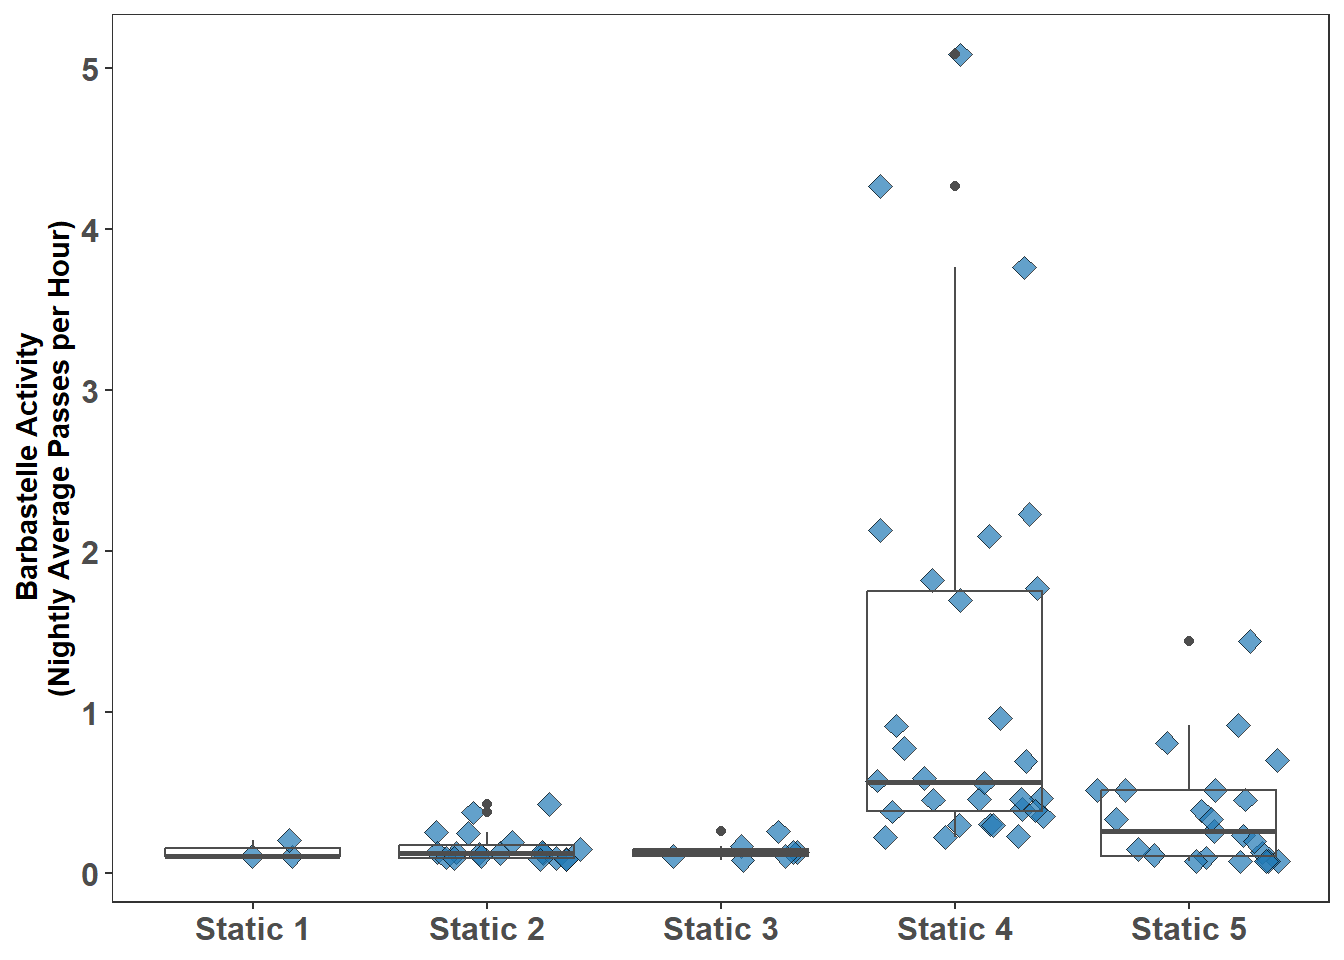 Barbastelle Activity
(Nightly Average Passes per Hour)
5
4
3
2
1
0
Static 1
Static 2
Static 3
Static 4
Static 5